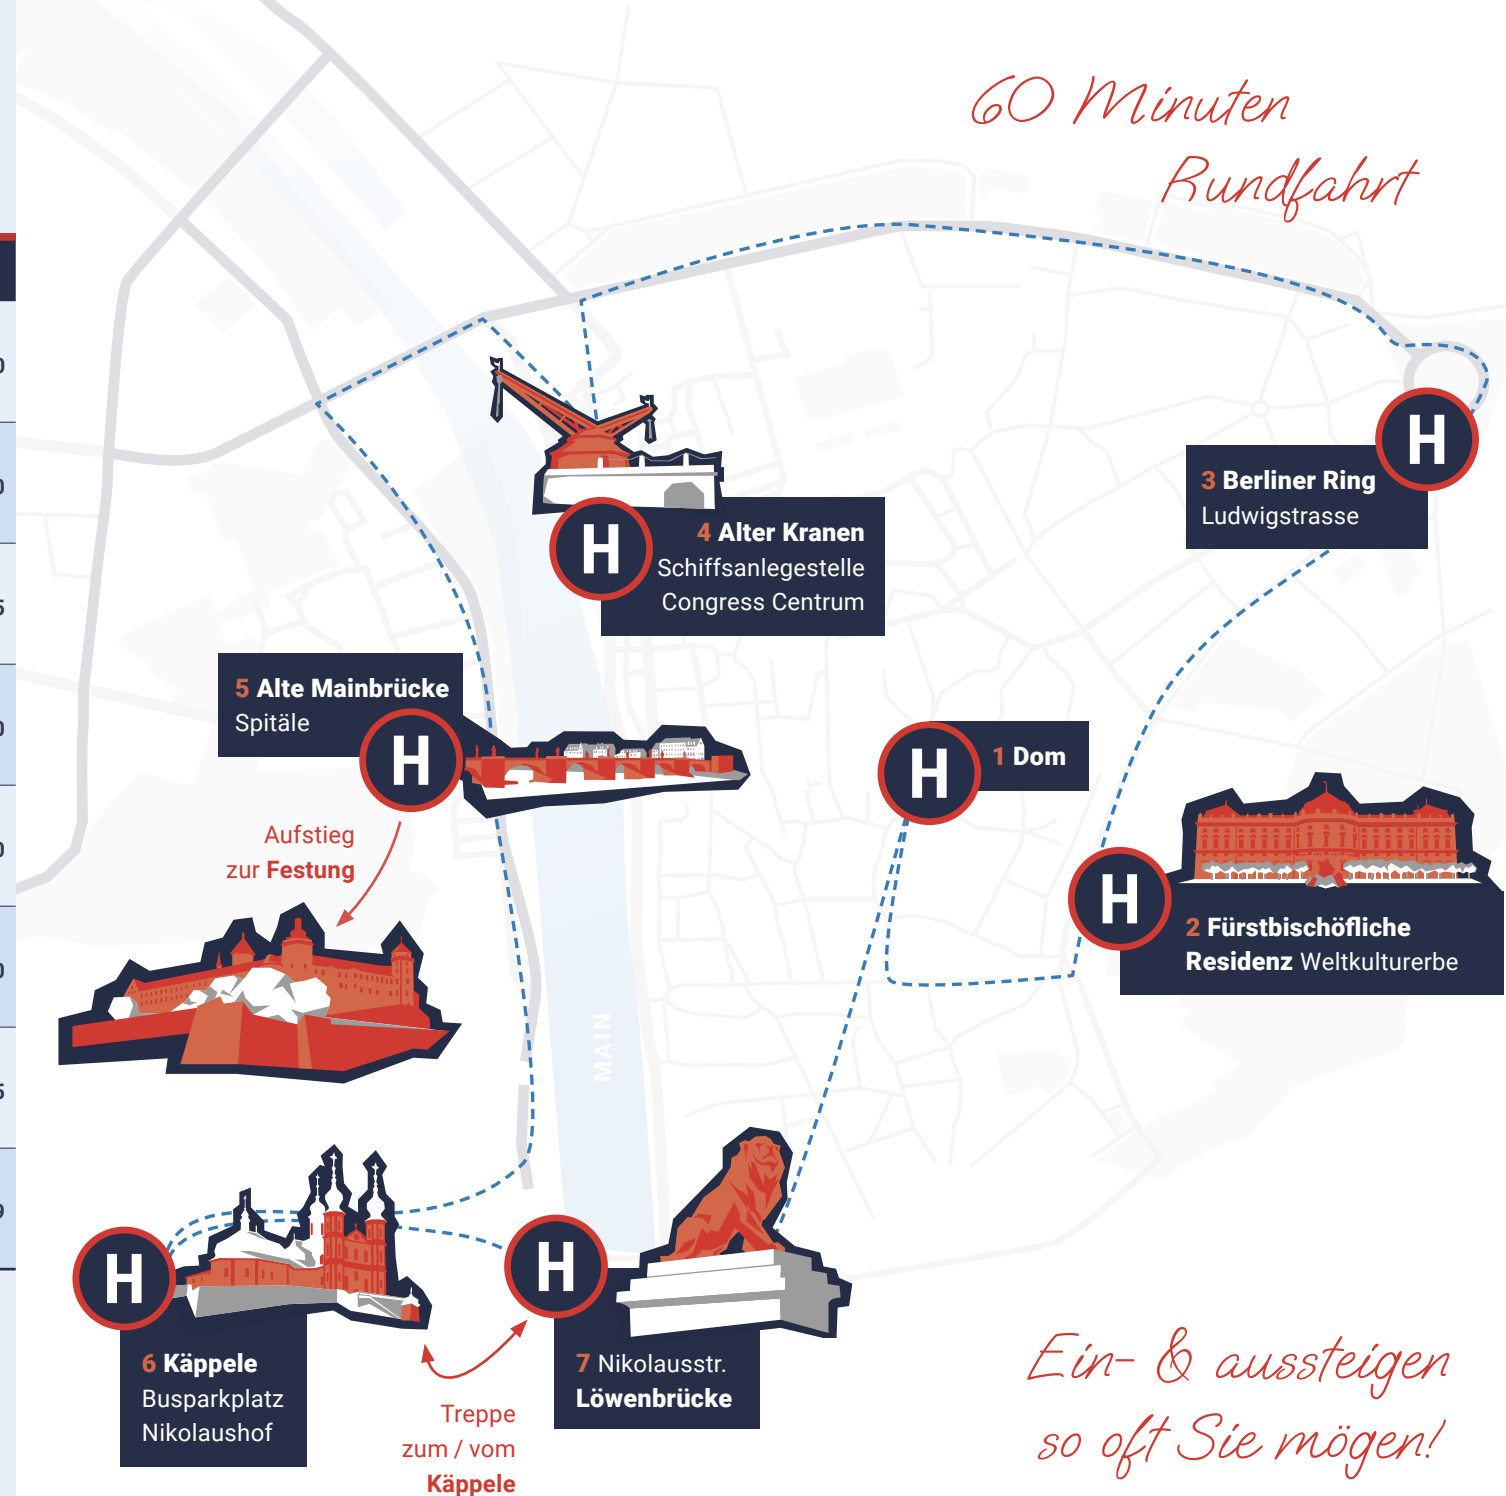 60 Minuten
Rundfahrt
H
3 Berliner Ring
Ludwigstrasse
H
4 Alter Kranen
Schiffsanlegestelle
Congress Centrum
5 Alte Mainbrücke
Spitäle
H
H
1 Dom
Aufstieg
zur Festung
H
2 Fürstbischöfliche
Residenz Weltkulturerbe
MAIN
H
6 Käppele
Busparkplatz
Nikolaushof
H
7 Nikolausstr.
Löwenbrücke
Treppe
zum / vom
Käppele
Ein- & aussteigen
so oft Sie mögen!